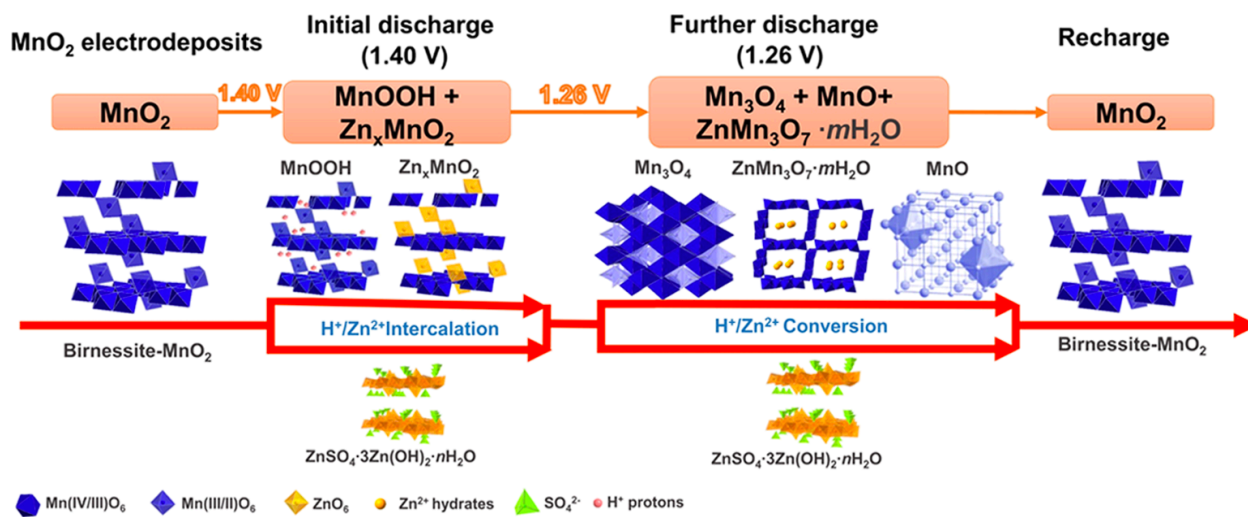 MnO₂ electrodeposits
Initial discharge
(1.40 V)
Further discharge
(1.26 V)
Recharge
MnO₂
1.40 V
MnOOH +
ZnₓMnO₂
1.26 V
Mn₃O₄ + MnO+
ZnMn₃O₇ ·mH₂O
MnO₂
MnOOH
ZnₓMnO₂
Mn₃O₄
ZnMn₃O₇·mH₂O
MnO
H⁺/Zn²⁺Intercalation
H⁺/Zn²⁺ Conversion
Birnessite-MnO₂
Birnessite-MnO₂
ZnSO₄·3Zn(OH)₂·nH₂O
ZnSO₄·3Zn(OH)₂·nH₂O
Mn(IV/III)O₆
Mn(III/II)O₆
ZnO₆
Zn²⁺ hydrates
SO₄²⁻
H⁺ protons